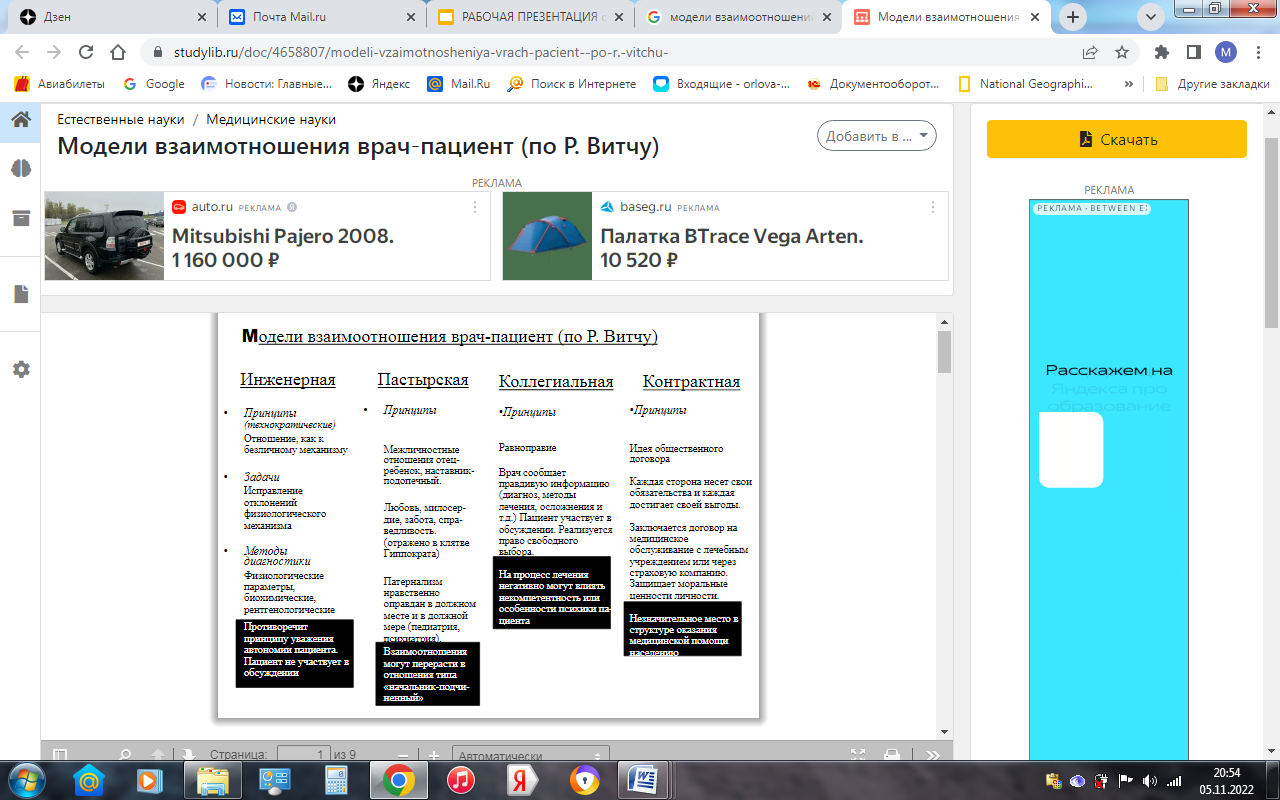 Дзен
Почта Mail.ru
РАБОЧАЯ ПРЕЗЕНТАЦИЯ
модели взаимоотношени
Модели взаимотношения
studylib.ru/doc/4658807/modeli-vzaimotnosheniya-vrach-pacient--po-r.-vitchu-
M
Авиабилеты
Google
Новости: Главные...
Яндекс
Mail.Ru
Поиск в Интернете
Входящие - orlova-...
Документооборот...
National Geographi...
»
Другие закладки
Естественные науки / Медицинские науки
Модели взаимотношения врач-пациент (по Р. Витчу)
Добавить в ...
Скачать
РЕКЛАМА
auto.ru РЕКЛАМА
Mitsubishi Pajero 2008.
1 160 000 ₽
baseg.ru РЕКЛАМА
Палатка BTrace Vega Arten.
10 520 ₽
РЕКЛАМА
РЕКЛАМА • BETWEEN EX
Расскажем на
Яндекса про
образование
Модели взаимоотношения врач-пациент (по Р. Витчу)
Инженерная
• Принципы
(технократические)
Отношение, как к
безличному механизму
• Задачи
Исправление
отклонений
физиологического
механизма
• Методы
диагностики
Физиологические
параметры,
биохимические,
рентгенологические
Противоречит
принципу уважения
автономии пациента.
Пациент не участвует в
обсуждении
Пастырская
• Принципы
Межличностные
отношения отец-
ребенок, наставник-
подопечный.
Любовь, милосер-
дие, забота, спра-
ведливость.
(отражено в клятве
Гиппократа)
Патернализм
нравственно
оправдан в должном
месте и в должной
мере (педиатрия,
психиатрия).
Взаимоотношения
могут перерасти в
отношения типа
«начальник-подчи-
ненный»
Коллегиальная
•Принципы
Равноправие
Врач сообщает
правдивую информацию
(диагноз, методы
лечения, осложнения и
т.д.) Пациент участвует в
обсуждении. Реализуется
право свободного
выбора.
На процесс лечения
негативно могут влиять
некомпетентность или
особенности психики па-
циента
Контрактная
•Принципы
Идея общественного
договора
Каждая сторона несет свои
обязательства и каждая
достигает своей выгоды.
Заключается договор на
медицинское
обслуживание с лечебным
учреждением или через
страховую компанию.
Защищает моральные
ценности личности.
Незначительное место в
структуре оказания
медицинской помощи
населению
Страница: 1 из 9
Автоматически
20:54
05.11.2022